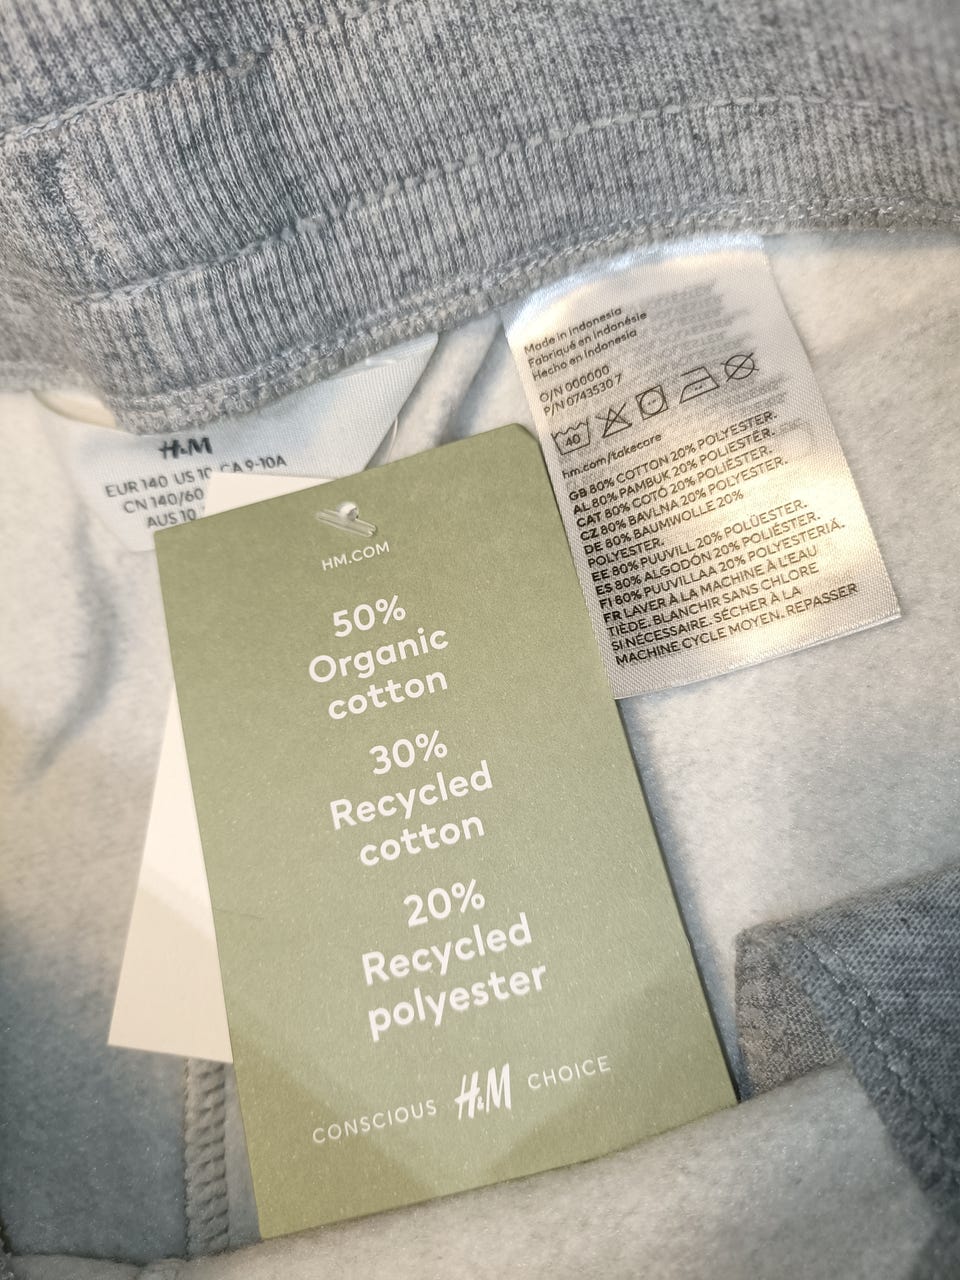 H&M
EUR 140 US 10 CA 9-10A
CN 140/60
AUS 10
HM.COM
50%
Organic
cotton
30%
Recycled
cotton
20%
Recycled
polyester
CONSCIOUS H&M CHOICE
Made in Indonesia
Fabriqué en Indonésie
Hecho en Indonesia
O/N 000000
P/N 0743530 7
40
hm.com/takecare
GB 80% COTTON 20% POLYESTER.
AL 80% PAMBUK 20% POLIESTËR.
CAT 80% COTÓ 20% POLIÈSTER.
CZ 80% BAVLNA 20% POLYESTER.
DE 80% BAUMWOLLE 20%
POLYESTER.
EE 80% PUUVILL 20% POLÜESTER.
ES 80% ALGODÓN 20% POLIÉSTER.
FI 80% PUUVILLAA 20% POLYESTERIÄ.
FR LAVER À LA MACHINE À L'EAU
TIÈDE. BLANCHIR SANS CHLORE
SI NÉCESSAIRE. SÉCHER À LA
MACHINE CYCLE MOYEN. REPASSER